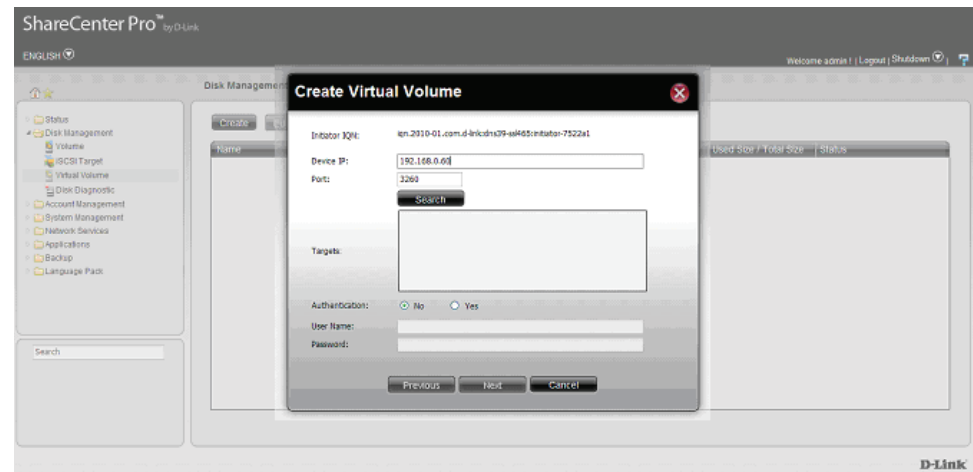 ShareCenter Pro™ by D-Link
ENGLISH
Welcome admin ! | Logout | Shutdown |
Disk Management
Status
Disk Management
Volume
iSCSI Target
Virtual Volume
Disk Diagnostic
Account Management
System Management
Network Services
Applications
Backup
Language Pack
Search
Create
Name
Used Size / Total Size
Status
Create Virtual Volume
Initiator IQN:
Device IP: 192.168.0.60
Port: 3260
Search
Targets:
Authentication: No Yes
User Name:
Password:
Previous Next Cancel
D-Link